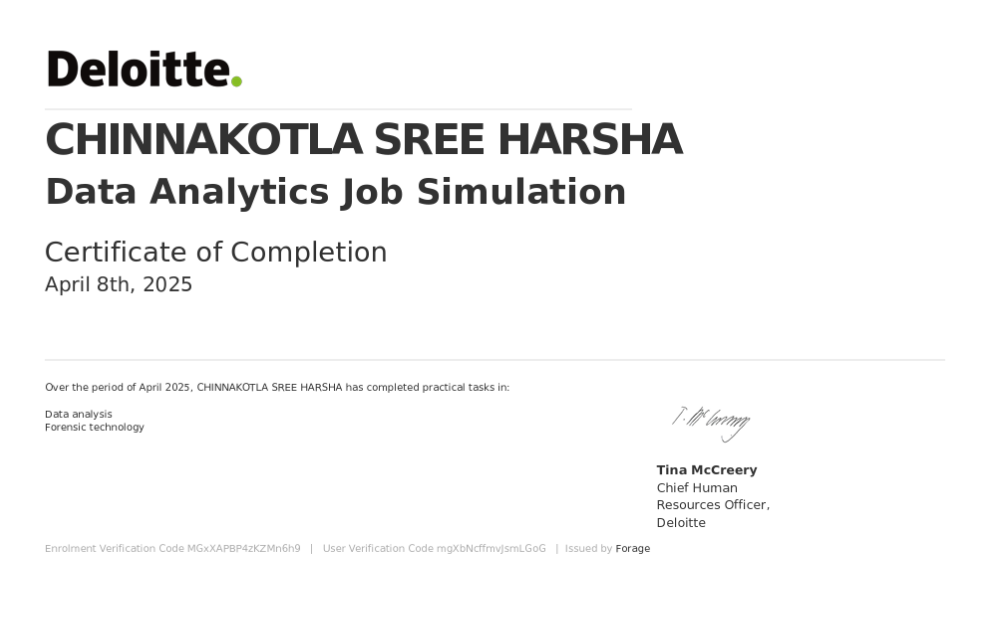 Deloitte.
CHINNAKOTLA SREE HARSHA
Data Analytics Job Simulation
Certificate of Completion
April 8th, 2025
Over the period of April 2025, CHINNAKOTLA SREE HARSHA has completed practical tasks in:
Data analysis
Forensic technology
T. McCreery
Tina McCreery
Chief Human
Resources Officer,
Deloitte
Enrolment Verification Code MGxXAPBP4zKZMn6h9 | User Verification Code mgXbNcffmvJsmLGoG | Issued by Forage